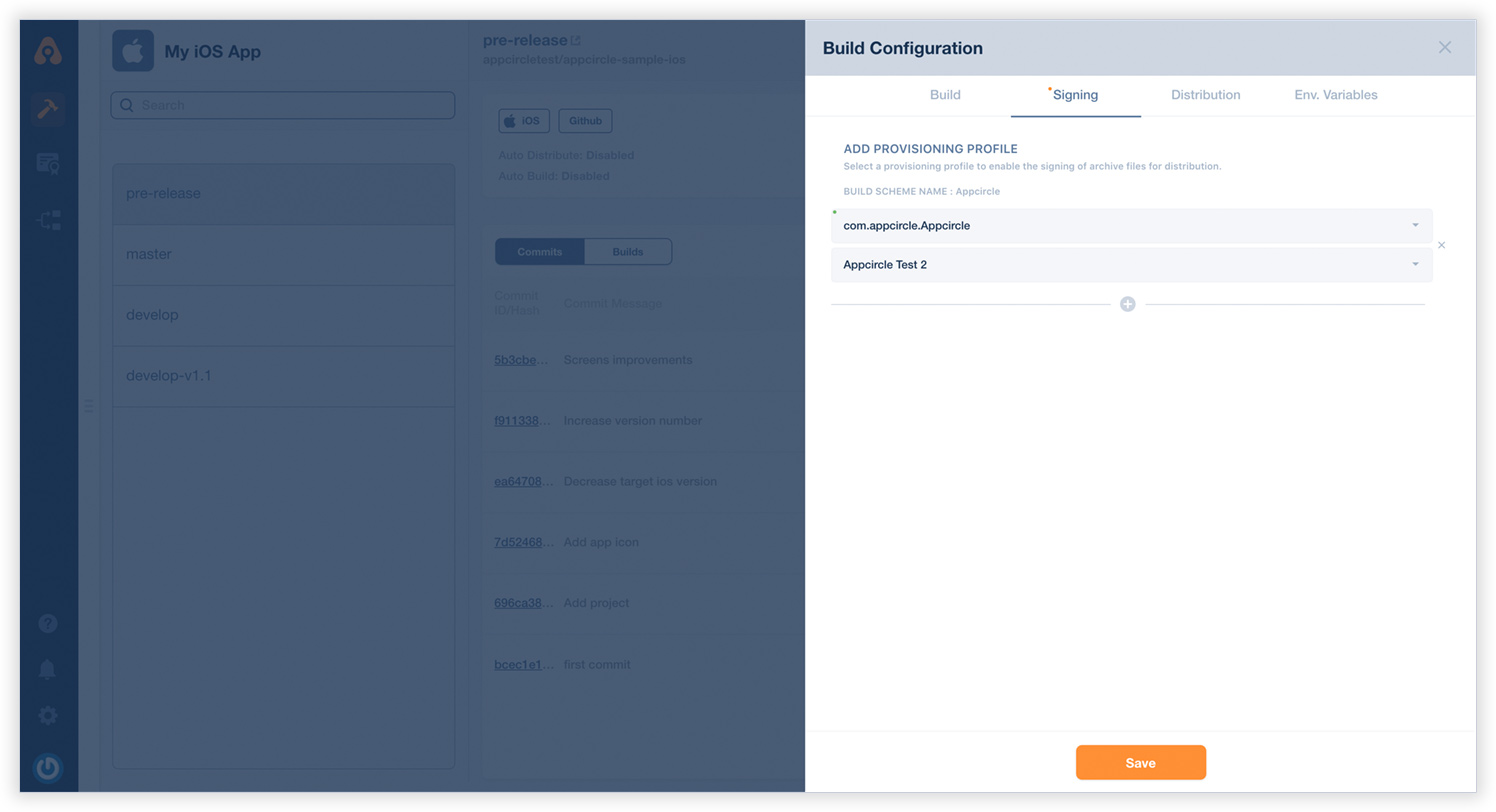 My iOS App
Search
pre-release
master
develop
develop-v1.1
pre-release
appcircletest/appcircle-sample-ios
iOS
Github
Auto Distribute: Disabled
Auto Build: Disabled
Commits
Builds
Commit
ID/Hash
Commit Message
5b3cbe... Screens improvements
f911338... Increase version number
ea64708... Decrease target ios version
7d52468... Add app icon
696ca38... Add project
bcec1e1... first commit
Build Configuration
Build
*Signing
Distribution
Env. Variables
ADD PROVISIONING PROFILE
Select a provisioning profile to enable the signing of archive files for distribution.
BUILD SCHEME NAME : Appcircle
com.appcircle.Appcircle
Appcircle Test 2
Save